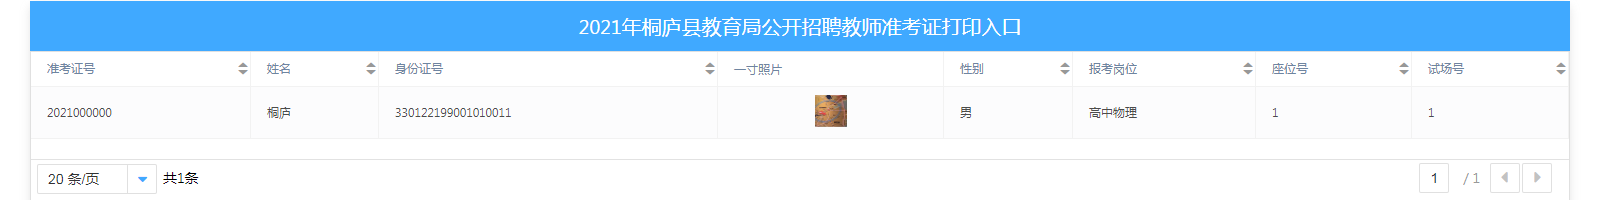 2021年桐庐县教育局公开招聘教师准考证打印入口
准考证号 姓名 身份证号 一寸照片 性别 报考岗位 座位号 试场号
2021000000 桐庐 330122199001010011 男 高中物理 1 1
20 条/页 共1条 1 / 1